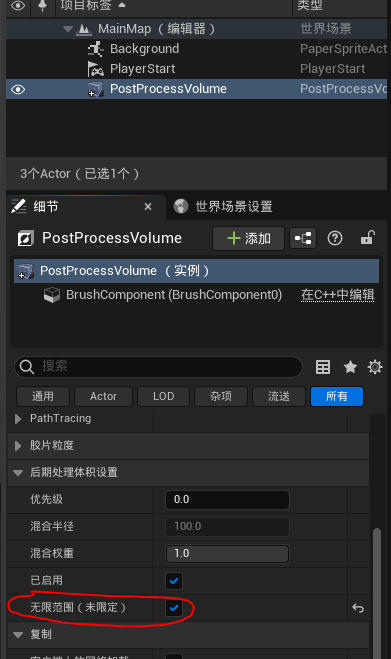 项目标签
类型
MainMap（编辑器）
世界场景
Background
PaperSpriteAct
PlayerStart
PlayerStart
PostProcessVolume
PostProcessVo
3个Actor（已选1个）
细节
世界场景设置
PostProcessVolume
添加
PostProcessVolume（实例）
BrushComponent (BrushComponent0)
在C++中编辑
搜索
通用
Actor
LOD
杂项
流送
所有
PathTracing
胶片粒度
后期处理体积设置
优先级
0.0
混合半径
100.0
混合权重
1.0
已启用
无限范围（未限定）
复制